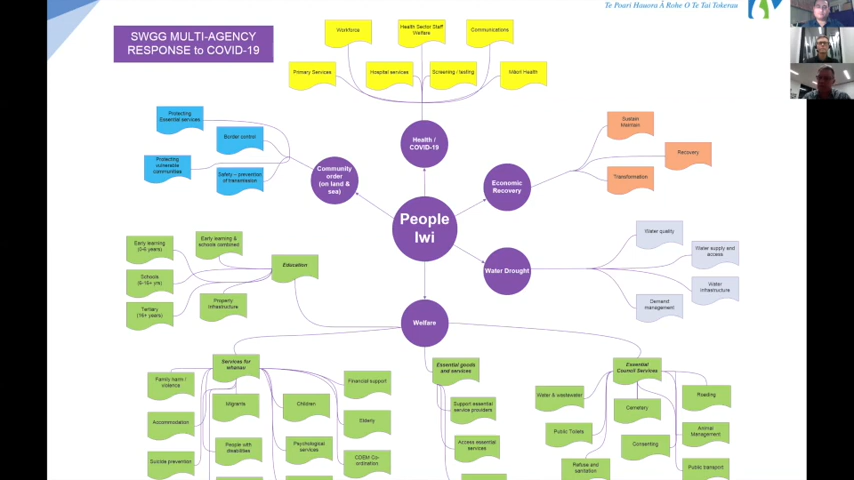 Te Poari Hauora Ā Rohe O Te Tai Tokerau
SWGG MULTI-AGENCY
RESPONSE to COVID-19
Workforce
Health Sector Staff
Welfare
Communications
Primary Services
Hospital services
Screening / testing
Māori Health
Protecting
Essential services
Border control
Protecting
vulnerable
communities
Safety – prevention
of transmission
Community
order
(on land &
sea)
Health /
COVID-19
Economic
Recovery
Sustain
Maintain
Recovery
Transformation
People
Iwi
Water Drought
Water quality
Water supply and
access
Water
Infrastructure
Demand
management
Early learning
(0-6 years)
Early learning &
schools combined
Schools
(6-16+ yrs)
Tertiary
(16+ years)
Property
Infrastructure
Education
Welfare
Services for
whanau
Family harm /
violence
Migrants
Children
Financial support
Accommodation
People with
disabilities
Psychological
services
Elderly
Suicide prevention
CDEM Co-
ordination
Essential goods
and services
Support essential
service providers
Access essential
services
Essential
Council Services
Water & wastewater
Cemetery
Roading
Public Toilets
Consenting
Animal
Management
Refuse and
sanitation
Public transport